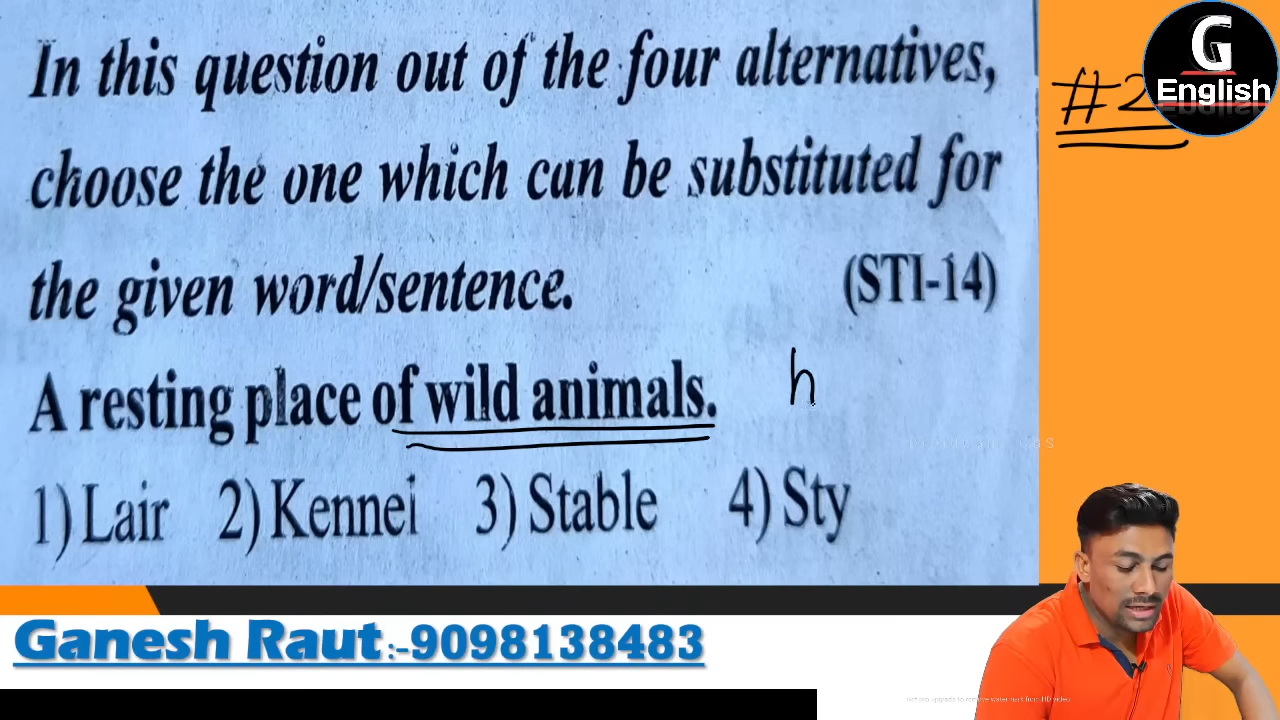 In this question out of the four alternatives,
choose the one which can be substituted for
the given word/sentence. (STI-14)
A resting place of wild animals. h
1) Lair 2) Kennei 3) Stable 4) Sty
#2
G
English
Ganesh Raut:-9098138483